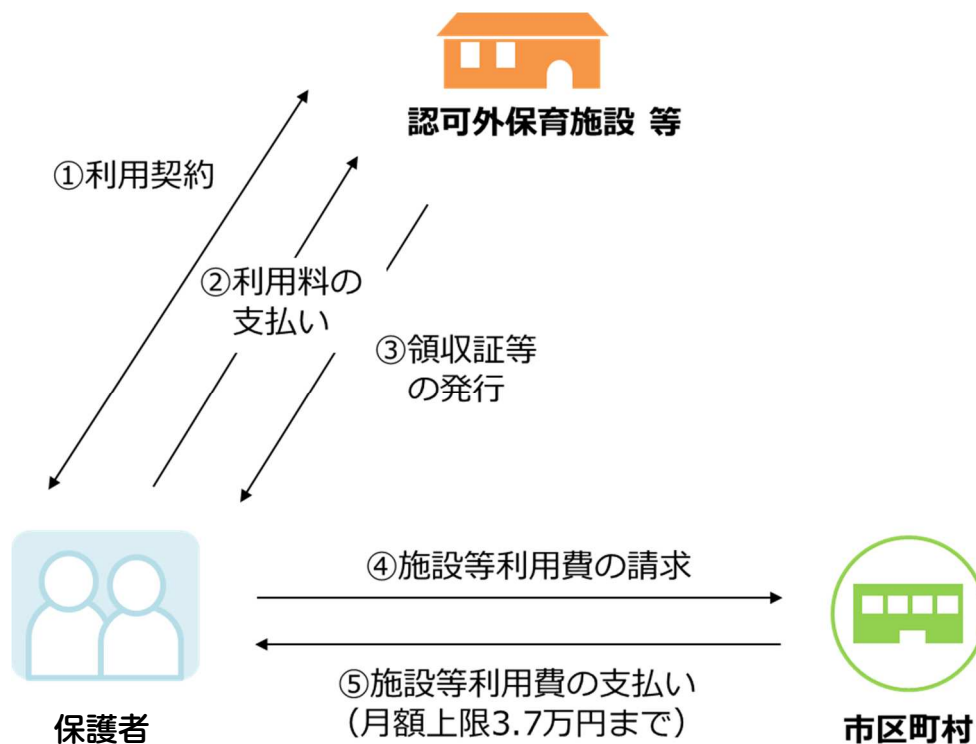 認可外保育施設 等
①利用契約
②利用料の
支払い
③領収証等
の発行
④施設等利用費の請求
⑤施設等利用費の支払い
（月額上限3.7万円まで）
保護者
市区町村